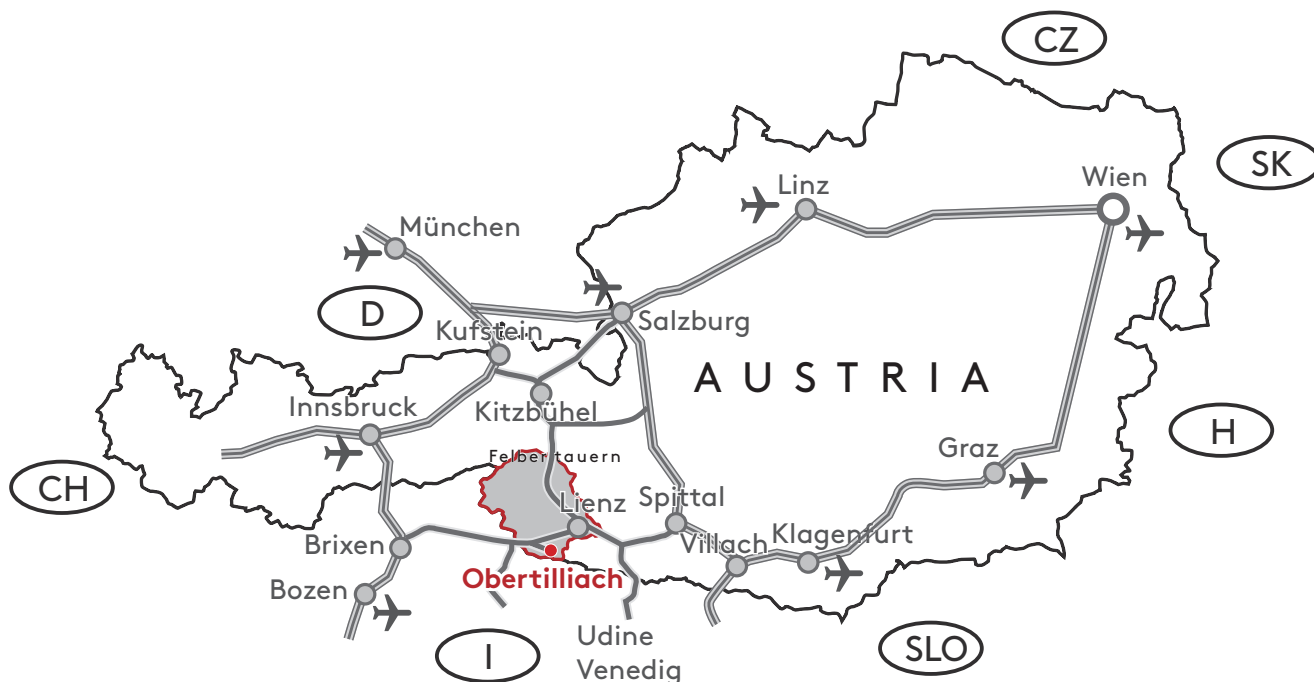 CZ
SK
Wien
Linz
München
D
Salzburg
Kufstein
AUSTRIA
Innsbruck
Kitzbühel
H
Felbertauern
Graz
CH
Lienz
Spittal
Brixen
Villach
Klagenfurt
Obertilliach
Bozen
Udine
Venedig
I
SLO